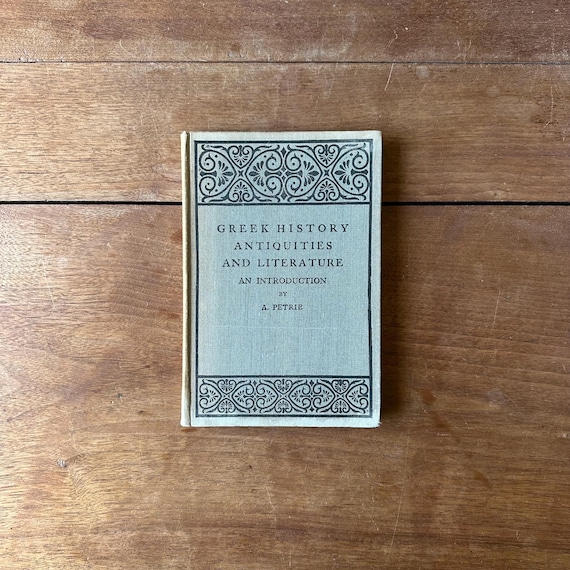 GREEK HISTORY
ANTIQUITIES
AND LITERATURE
AN INTRODUCTION
BY
A. PETRIE